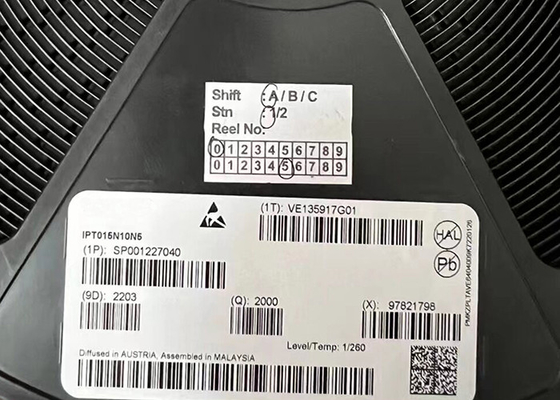 Shift : A / B / C
Stn : 1/2
Reel No:
0 1 2 3 4 5 6 7 8 9
0 1 2 3 4 5 6 7 8 9
(1T): VE135917G01
IPT015N10N5
(1P): SP001227040
HAL
Pb
(9D): 2203
(Q): 2000
(X): 97821798
Level/Temp: 1/260
Diffused in AUSTRIA, Assembled in MALAYSIA